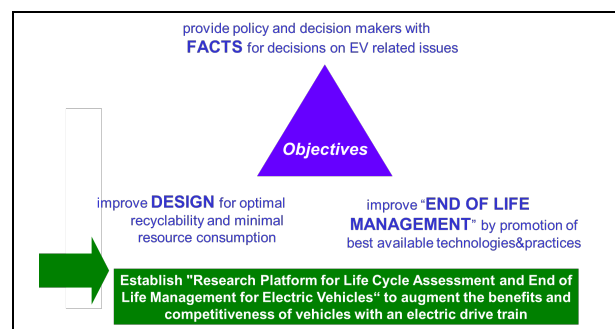 provide policy and decision makers with
FACTS for decisions on EV related issues
Objectives
improve DESIGN for optimal
recyclability and minimal
resource consumption
improve “END OF LIFE
MANAGEMENT” by promotion of
best available technologies&practices
Establish "Research Platform for Life Cycle Assessment and End of
Life Management for Electric Vehicles“ to augment the benefits and
competitiveness of vehicles with an electric drive train